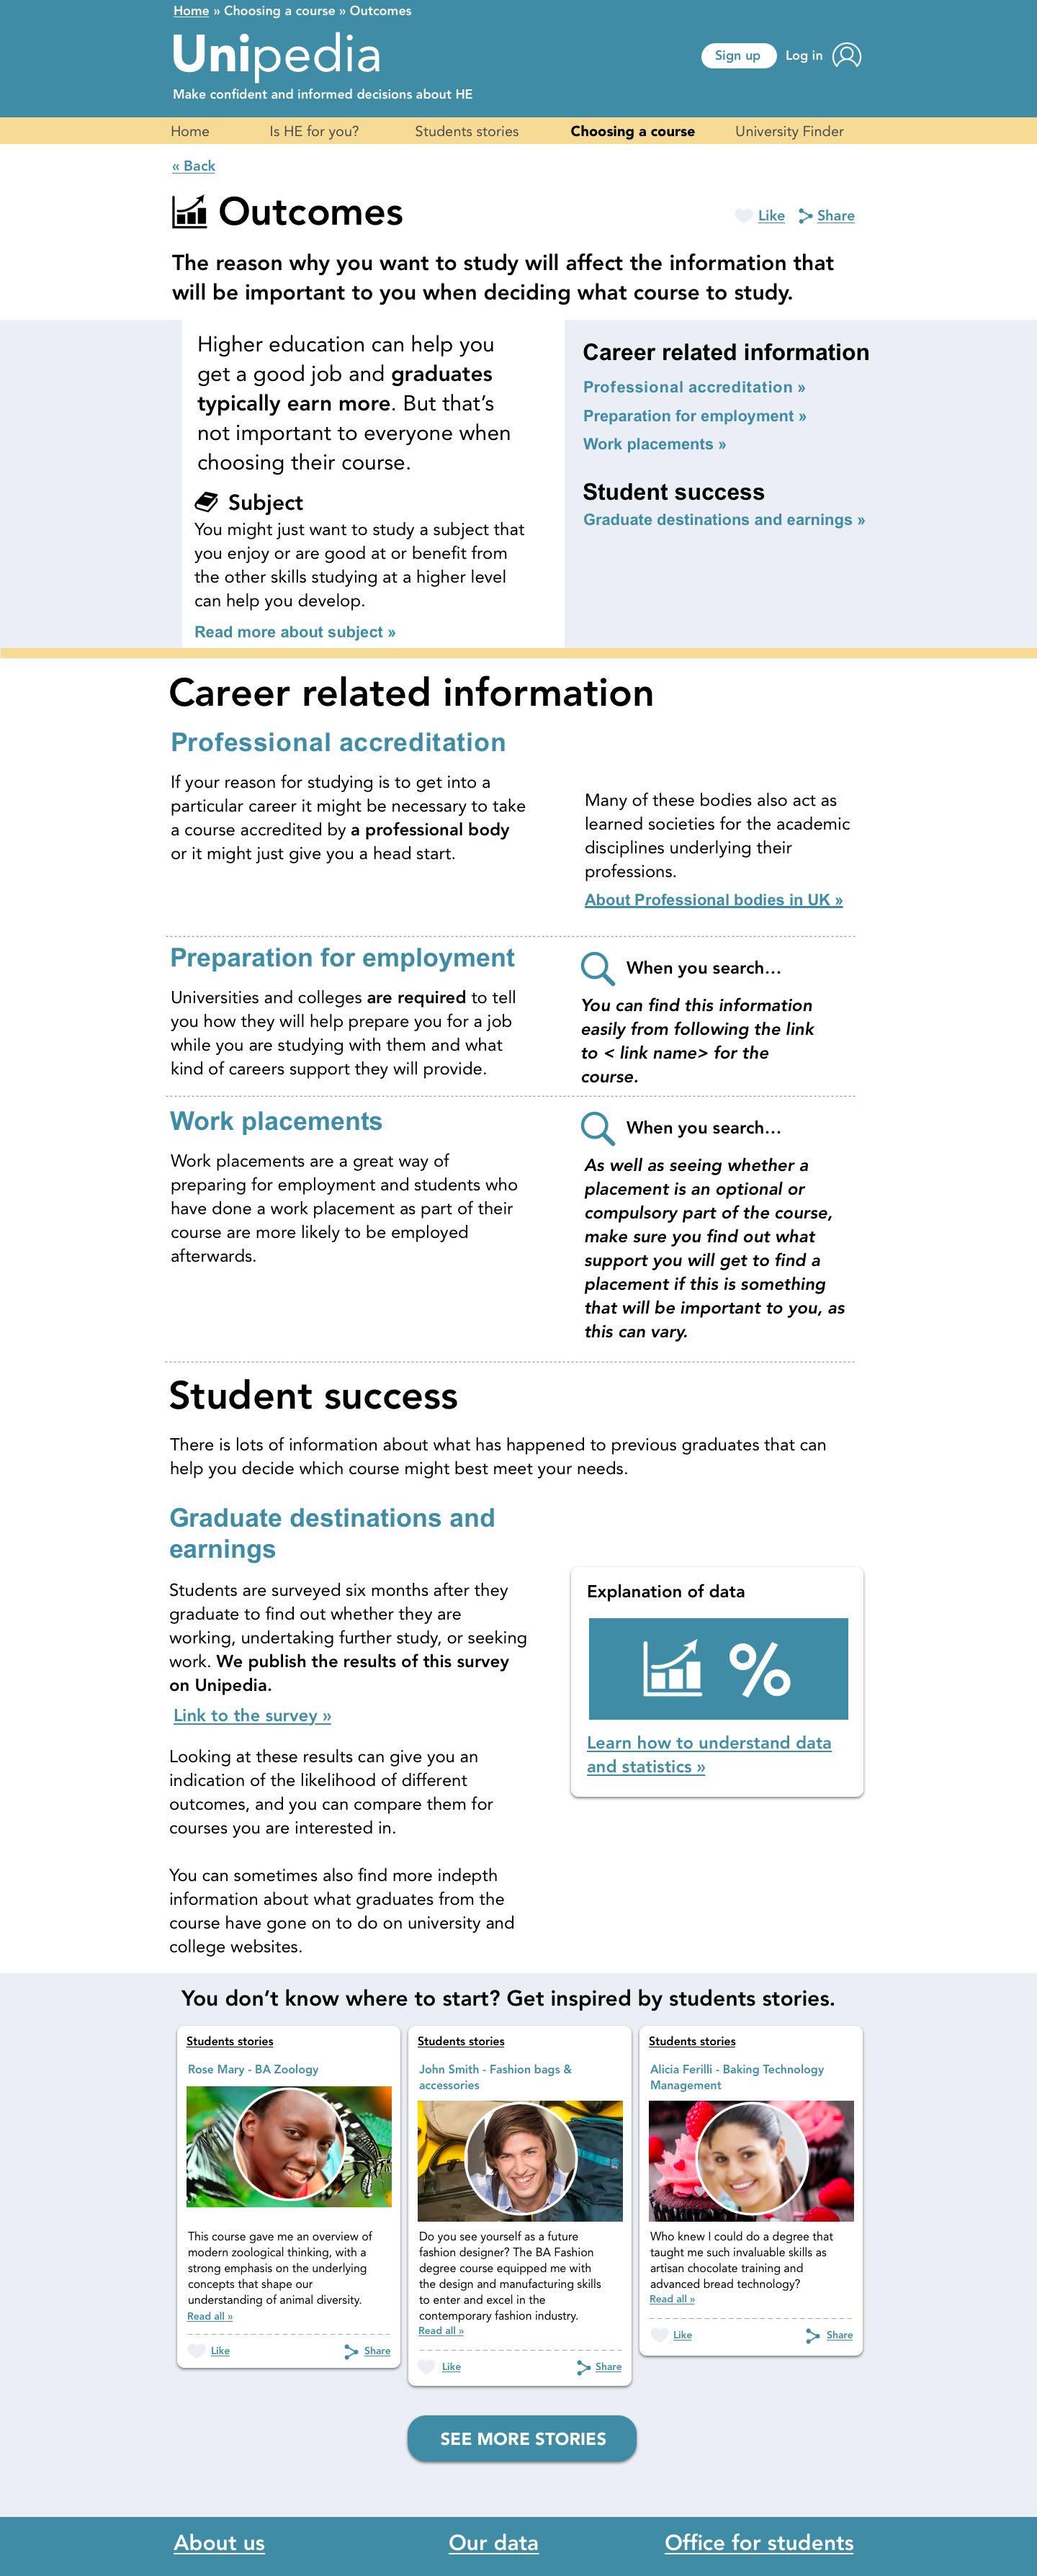 Home » Choosing a course » Outcomes
Unipedia
Make confident and informed decisions about HE
Sign up
Log in
Home
Is HE for you?
Students stories
Choosing a course
University Finder
« Back
Outcomes
Like
Share
The reason why you want to study will affect the information that
will be important to you when deciding what course to study.
Higher education can help you
get a good job and graduates
typically earn more. But that’s
not important to everyone when
choosing their course.
Subject
You might just want to study a subject that
you enjoy or are good at or benefit from
the other skills studying at a higher level
can help you develop.
Read more about subject »
Career related information
Professional accreditation »
Preparation for employment »
Work placements »
Student success
Graduate destinations and earnings »
Career related information
Professional accreditation
If your reason for studying is to get into a
particular career it might be necessary to take
a course accredited by a professional body
or it might just give you a head start.
Many of these bodies also act as
learned societies for the academic
disciplines underlying their
professions.
About Professional bodies in UK »
Preparation for employment
Universities and colleges are required to tell
you how they will help prepare you for a job
while you are studying with them and what
kind of careers support they will provide.
When you search...
You can find this information
easily from following the link
to < link name> for the
course.
Work placements
Work placements are a great way of
preparing for employment and students who
have done a work placement as part of their
course are more likely to be employed
afterwards.
When you search...
As well as seeing whether a
placement is an optional or
compulsory part of the course,
make sure you find out what
support you will get to find a
placement if this is something
that will be important to you, as
this can vary.
Student success
There is lots of information about what has happened to previous graduates that can
help you decide which course might best meet your needs.
Graduate destinations and
earnings
Students are surveyed six months after they
graduate to find out whether they are
working, undertaking further study, or seeking
work. We publish the results of this survey
on Unipedia.
Link to the survey »
Looking at these results can give you an
indication of the likelihood of different
outcomes, and you can compare them for
courses you are interested in.
You can sometimes also find more indepth
information about what graduates from the
course have gone on to do on university and
college websites.
Explanation of data
%
Learn how to understand data
and statistics »
You don’t know where to start? Get inspired by students stories.
Students stories
Rose Mary - BA Zoology
This course gave me an overview of
modern zoological thinking, with a
strong emphasis on the underlying
concepts that shape our
understanding of animal diversity.
Read all »
Like
Share
Students stories
John Smith - Fashion bags &
accessories
Do you see yourself as a future
fashion designer? The BA Fashion
degree course equipped me with
the design and manufacturing skills
to enter and excel in the
contemporary fashion industry.
Read all »
Like
Share
Students stories
Alicia Ferilli - Baking Technology
Management
Who knew I could do a degree that
taught me such invaluable skills as
artisan chocolate training and
advanced bread technology?
Read all »
Like
Share
SEE MORE STORIES
About us
Our data
Office for students